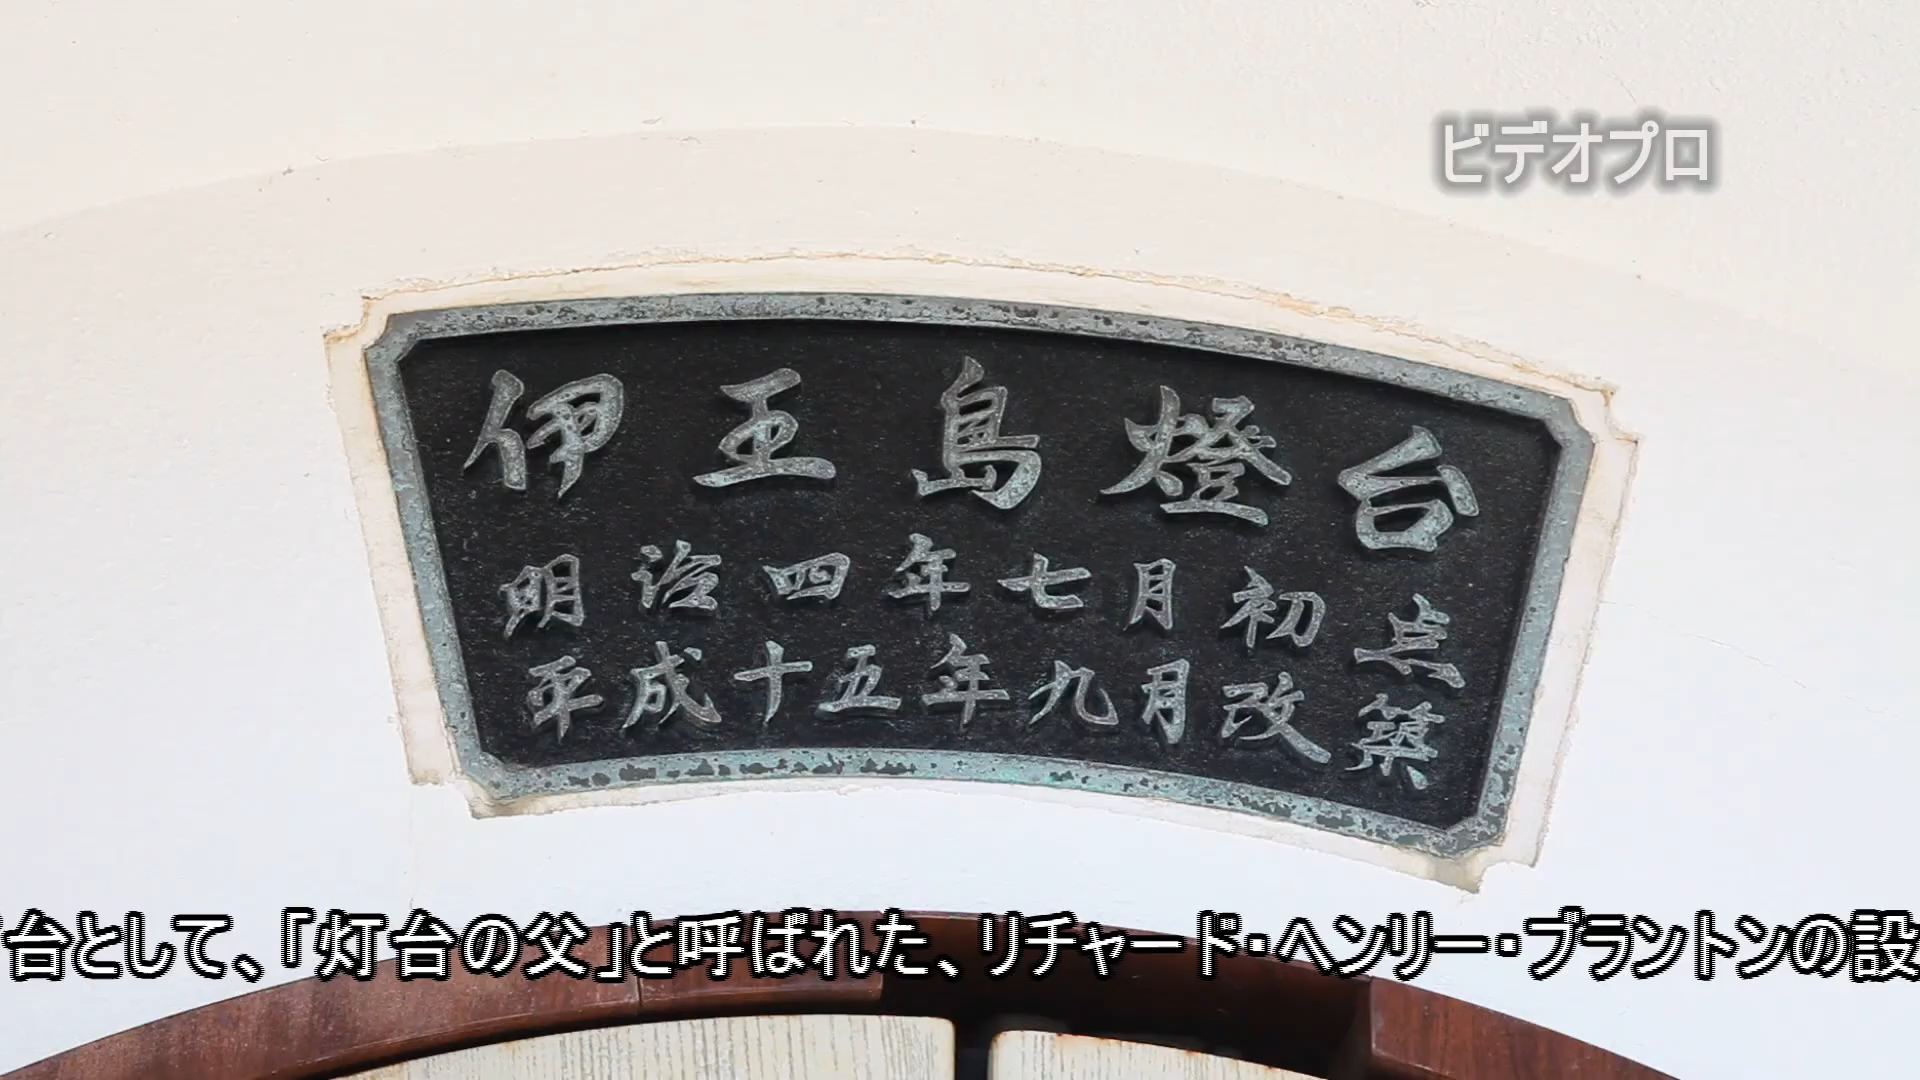 ビデオプロ
伊王島燈台
明治四年七月初点
平成十五年九月改築
台として、「灯台の父」と呼ばれた、リチャード・ヘンリー・ブラントンの設